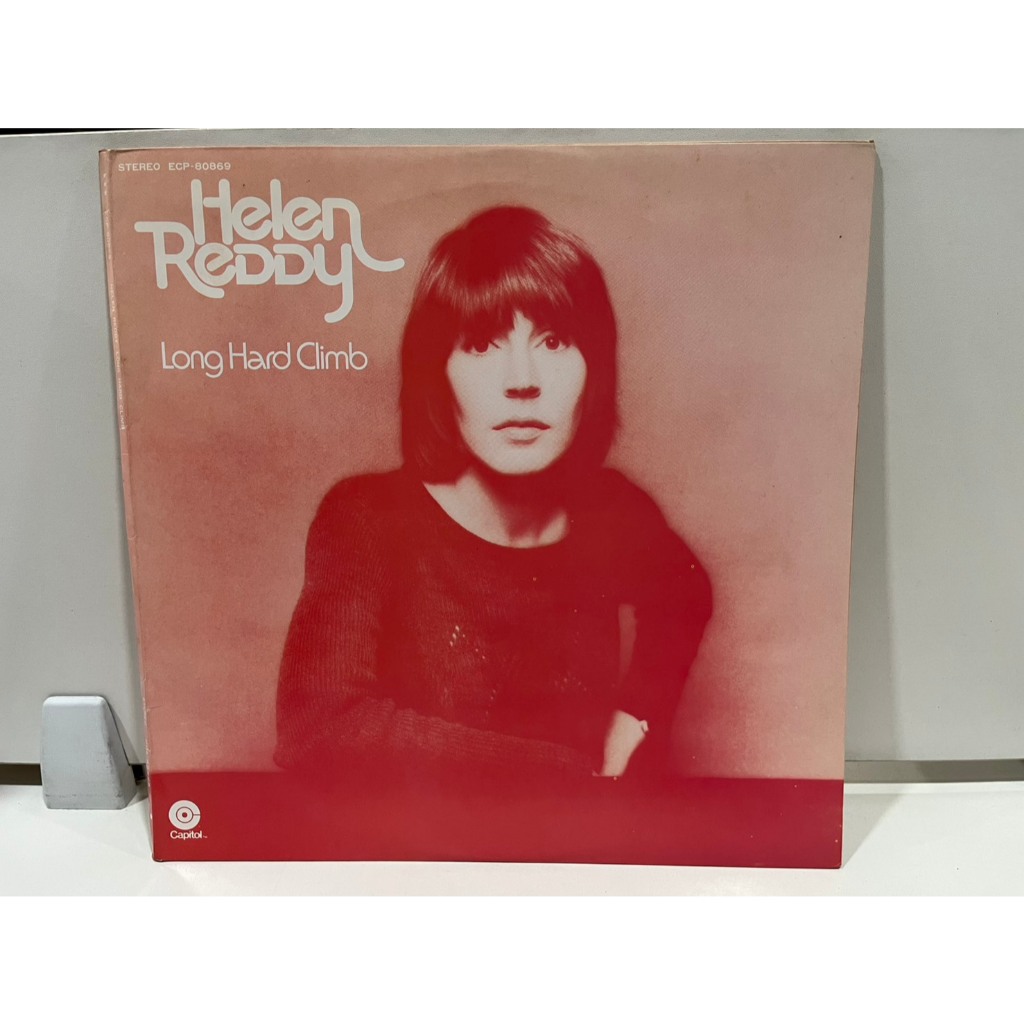 STEREO ECP-80869
Helen
Reddy
Long Hard Climb
Capitol